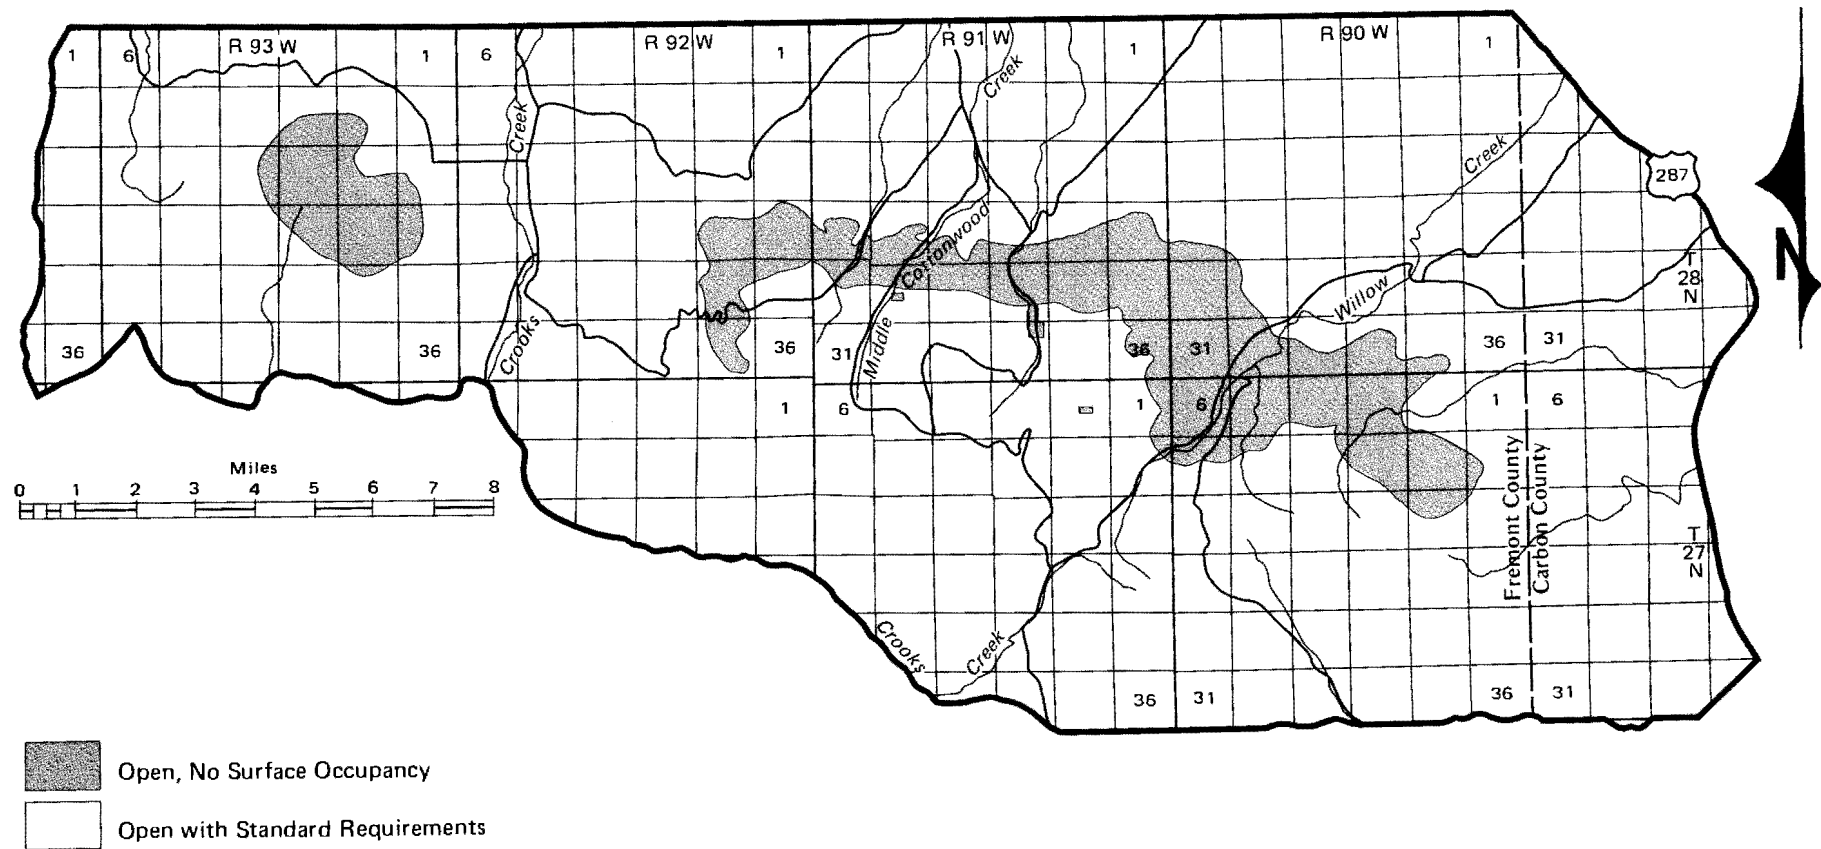 1
6
R 93 W
1
6
R 92 W
1
R 91 W
1
R 90 W
1
Creek
Creek
Creek
287
N
T
28
N
Cottonwood
Willow
36
36
Crooks
36
31
Middle
36
31
36
31
1
6
1
6
1
6
Miles
0 1 2 3 4 5 6 7 8
Fremont County
Carbon County
T
27
N
Crooks
Creek
36
31
36
31
Open, No Surface Occupancy
Open with Standard Requirements